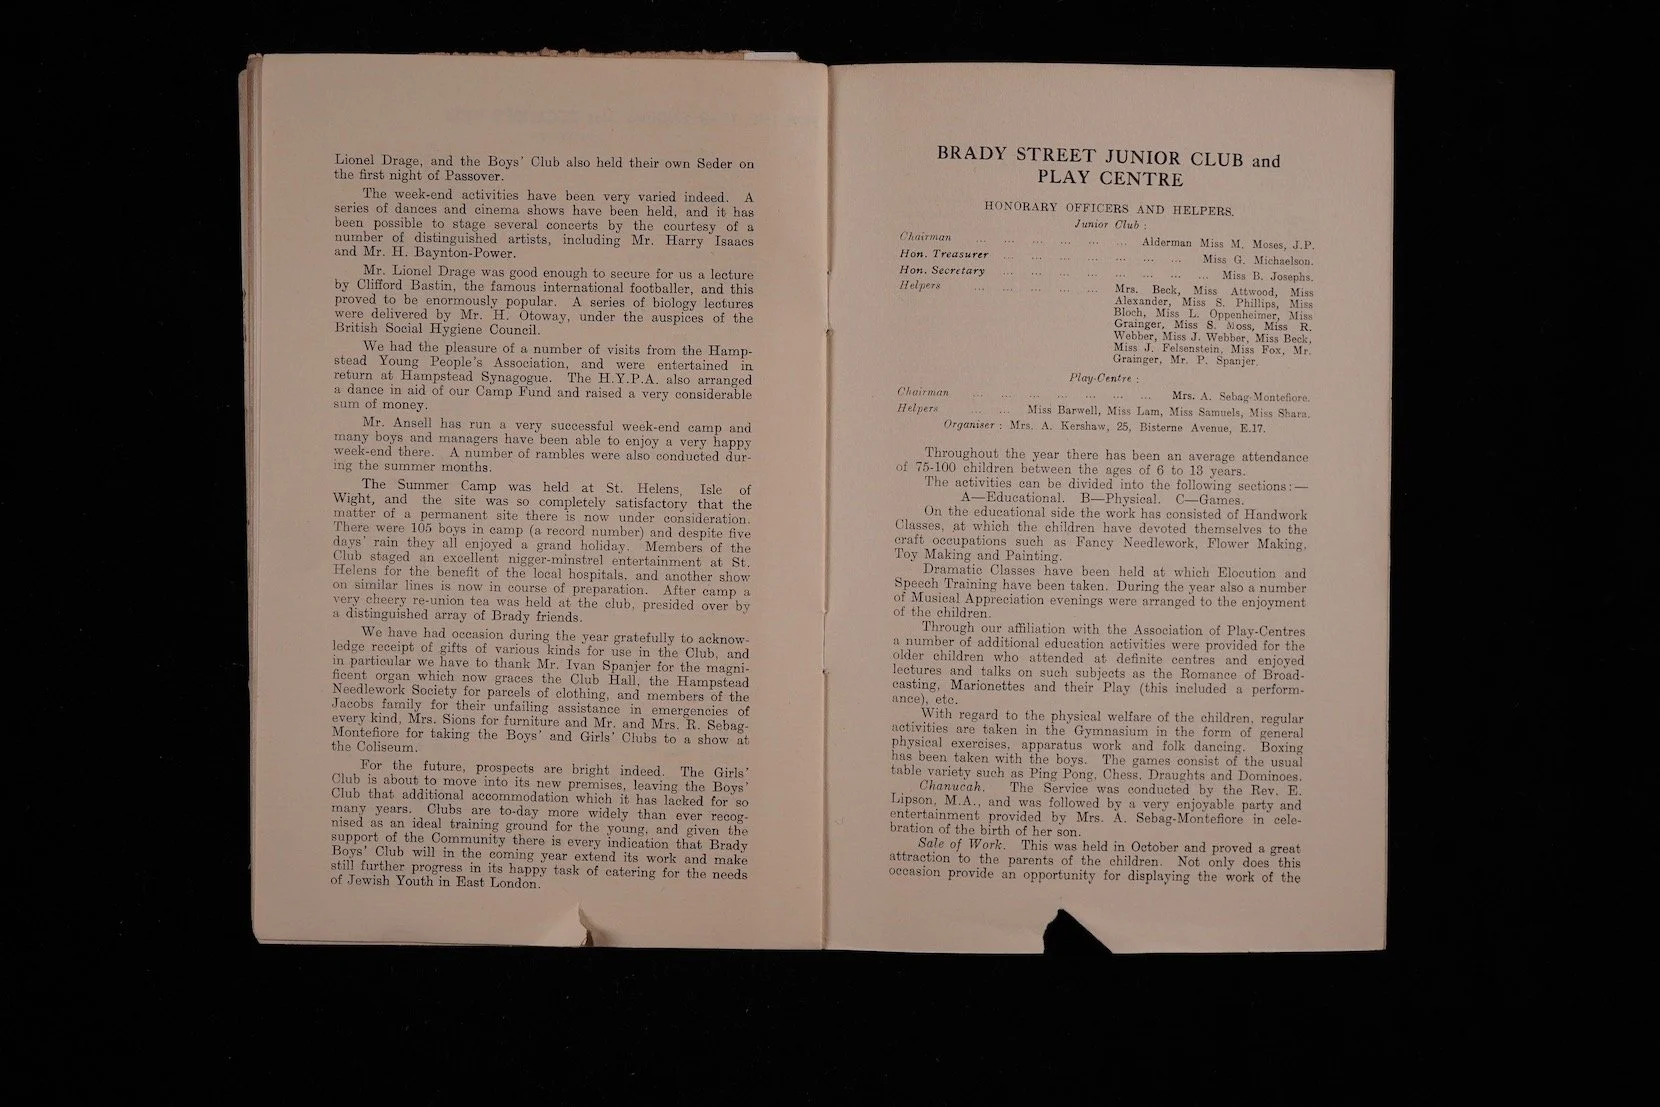 Lionel Drage, and the Boys' Club also held their own Seder on
the first night of Passover.
The week-end activities have been very varied indeed. A
series of dances and cinema shows have been held, and it has
been possible to stage several concerts by the courtesy of a
number of distinguished artists, including Mr. Harry Isaacs
and Mr. H. Baynton-Power.
Mr. Lionel Drage was good enough to secure for us a lecture
by Clifford Bastin, the famous international footballer, and this
proved to be enormously popular. A series of biology lectures
were delivered by Mr. H. Otoway, under the auspices of the
British Social Hygiene Council.
We had the pleasure of a number of visits from the Hamp-
stead Young People's Association, and were entertained in
return at Hampstead Synagogue. The H.Y.P.A. also arranged
a dance in aid of our Camp Fund and raised a very considerable
sum of money.
Mr. Ansell has run a very successful week-end camp and
many boys and managers have been able to enjoy a very happy
week-end there. A number of rambles were also conducted dur-
ing the summer months.
The Summer Camp was held at St. Helens, Isle of
Wight, and the site was so completely satisfactory that the
matter of a permanent site there is now under consideration.
There were 105 boys in camp (a record number) and despite five
days' rain they all enjoyed a grand holiday. Members of the
Club staged an excellent nigger-minstrel entertainment at St.
Helens for the benefit of the local hospitals, and another show
on similar lines is now in course of preparation. After camp a
very cheery re-union tea was held at the club, presided over by
a distinguished array of Brady friends.
We have had occasion during the year gratefully to acknow-
ledge receipt of gifts of various kinds for use in the Club, and
in particular we have to thank Mr. Ivan Spanjer for the magni-
ficent organ which now graces the Club Hall, the Hampstead
Needlework Society for parcels of clothing, and members of the
Jacobs family for their unfailing assistance in emergencies of
every kind, Mrs. Sions for furniture and Mr. and Mrs. R. Sebag-
Montefiore for taking the Boys' and Girls' Clubs to a show at
the Coliseum.
For the future, prospects are bright indeed. The Girls'
Club is about to move into its new premises, leaving the Boys'
Club that additional accommodation which it has lacked for so
many years. Clubs are to-day more widely than ever recog-
nised as an ideal training ground for the young, and given the
support of the Community there is every indication that Brady
Boys' Club will in the coming year extend its work and make
still further progress in its happy task of catering for the needs
of Jewish Youth in East London.
BRADY STREET JUNIOR CLUB and
PLAY CENTRE
HONORARY OFFICERS AND HELPERS.
Junior Club :
Chairman ... ... ... ... ... ... Alderman Miss M. Moses, J.P.
Hon. Treasurer ... ... ... ... ... ... ... Miss G. Michaelson.
Hon. Secretary ... ... ... ... ... ... ... ... Miss B. Josephs.
Helpers ... ... ... ... ... Mrs. Beck, Miss Attwood, Miss
Alexander, Miss S. Phillips, Miss
Bloch, Miss L. Oppenheimer, Miss
Grainger, Miss S. Moss, Miss R.
Webber, Miss J. Webber, Miss Beck,
Miss J. Felsenstein, Miss Fox, Mr.
Grainger, Mr. P. Spanjer.
Play-Centre :
Chairman ... ... ... ... ... ... ... Mrs. A. Sebag-Montefiore.
Helpers ... ... Miss Barwell, Miss Lam, Miss Samuels, Miss Shara.
Organiser : Mrs. A. Kershaw, 25, Bisterne Avenue, E.17.
Throughout the year there has been an average attendance
of 75-100 children between the ages of 6 to 13 years.
The activities can be divided into the following sections:—
A—Educational. B—Physical. C—Games.
On the educational side the work has consisted of Handwork
Classes, at which the children have devoted themselves to the
craft occupations such as Fancy Needlework, Flower Making,
Toy Making and Painting.
Dramatic Classes have been held at which Elocution and
Speech Training have been taken. During the year also a number
of Musical Appreciation evenings were arranged to the enjoyment
of the children.
Through our affiliation with the Association of Play-Centres
a number of additional education activities were provided for the
older children who attended at definite centres and enjoyed
lectures and talks on such subjects as the Romance of Broad-
casting, Marionettes and their Play (this included a perform-
ance), etc.
With regard to the physical welfare of the children, regular
activities are taken in the Gymnasium in the form of general
physical exercises, apparatus work and folk dancing. Boxing
has been taken with the boys. The games consist of the usual
table variety such as Ping Pong, Chess, Draughts and Dominoes.
Chanucah. The Service was conducted by the Rev. E.
Lipson, M.A., and was followed by a very enjoyable party and
entertainment provided by Mrs. A. Sebag-Montefiore in cele-
bration of the birth of her son.
Sale of Work. This was held in October and proved a great
attraction to the parents of the children. Not only does this
occasion provide an opportunity for displaying the work of the